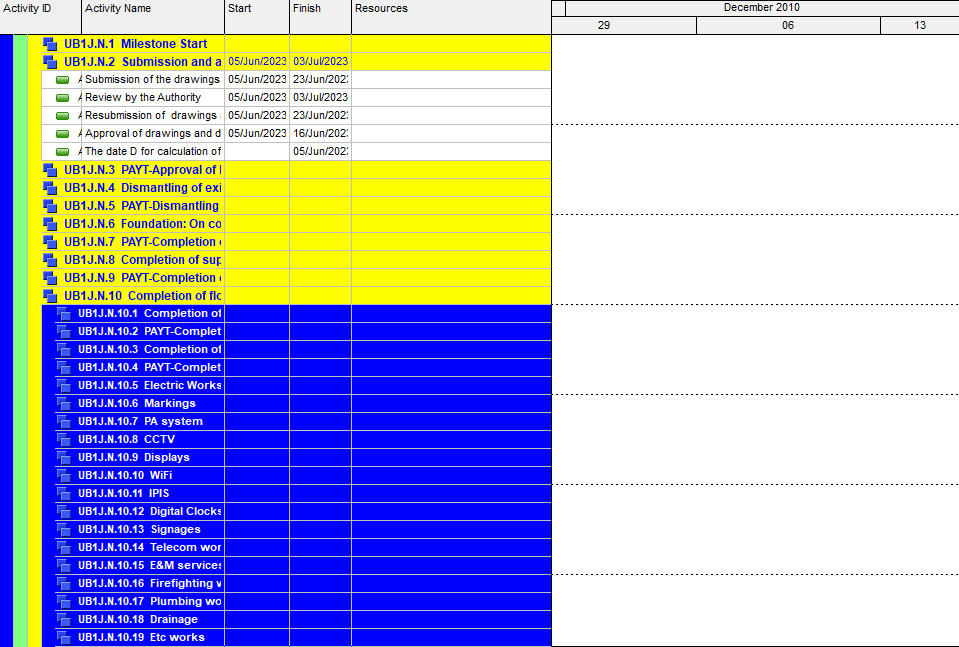 Activity ID Activity Name Start Finish Resources December 2010
29 06 13
UB1J.N.1 Milestone Start
UB1J.N.2 Submission and a 05/Jun/2023 03/Jul/2023
Submission of the drawings 05/Jun/2023 23/Jun/202
Review by the Authority 05/Jun/2023 03/Jul/2023
Resubmission of drawings 05/Jun/2023 23/Jun/202
Approval of drawings and d 05/Jun/2023 16/Jun/202
The date D for calculation of 05/Jun/202
UB1J.N.3 PAYT-Approval of
UB1J.N.4 Dismantling of exi
UB1J.N.5 PAYT-Dismantling
UB1J.N.6 Foundation: On co
UB1J.N.7 PAYT-Completion
UB1J.N.8 Completion of sup
UB1J.N.9 PAYT-Completion
UB1J.N.10 Completion of flo
UB1J.N.10.1 Completion of
UB1J.N.10.2 PAYT-Complet
UB1J.N.10.3 Completion of
UB1J.N.10.4 PAYT-Complet
UB1J.N.10.5 Electric Works
UB1J.N.10.6 Markings
UB1J.N.10.7 PA system
UB1J.N.10.8 CCTV
UB1J.N.10.9 Displays
UB1J.N.10.10 WiFi
UB1J.N.10.11 IPIS
UB1J.N.10.12 Digital Clocks
UB1J.N.10.13 Signages
UB1J.N.10.14 Telecom wor
UB1J.N.10.15 E&M services
UB1J.N.10.16 Firefighting w
UB1J.N.10.17 Plumbing wo
UB1J.N.10.18 Drainage
UB1J.N.10.19 Etc works